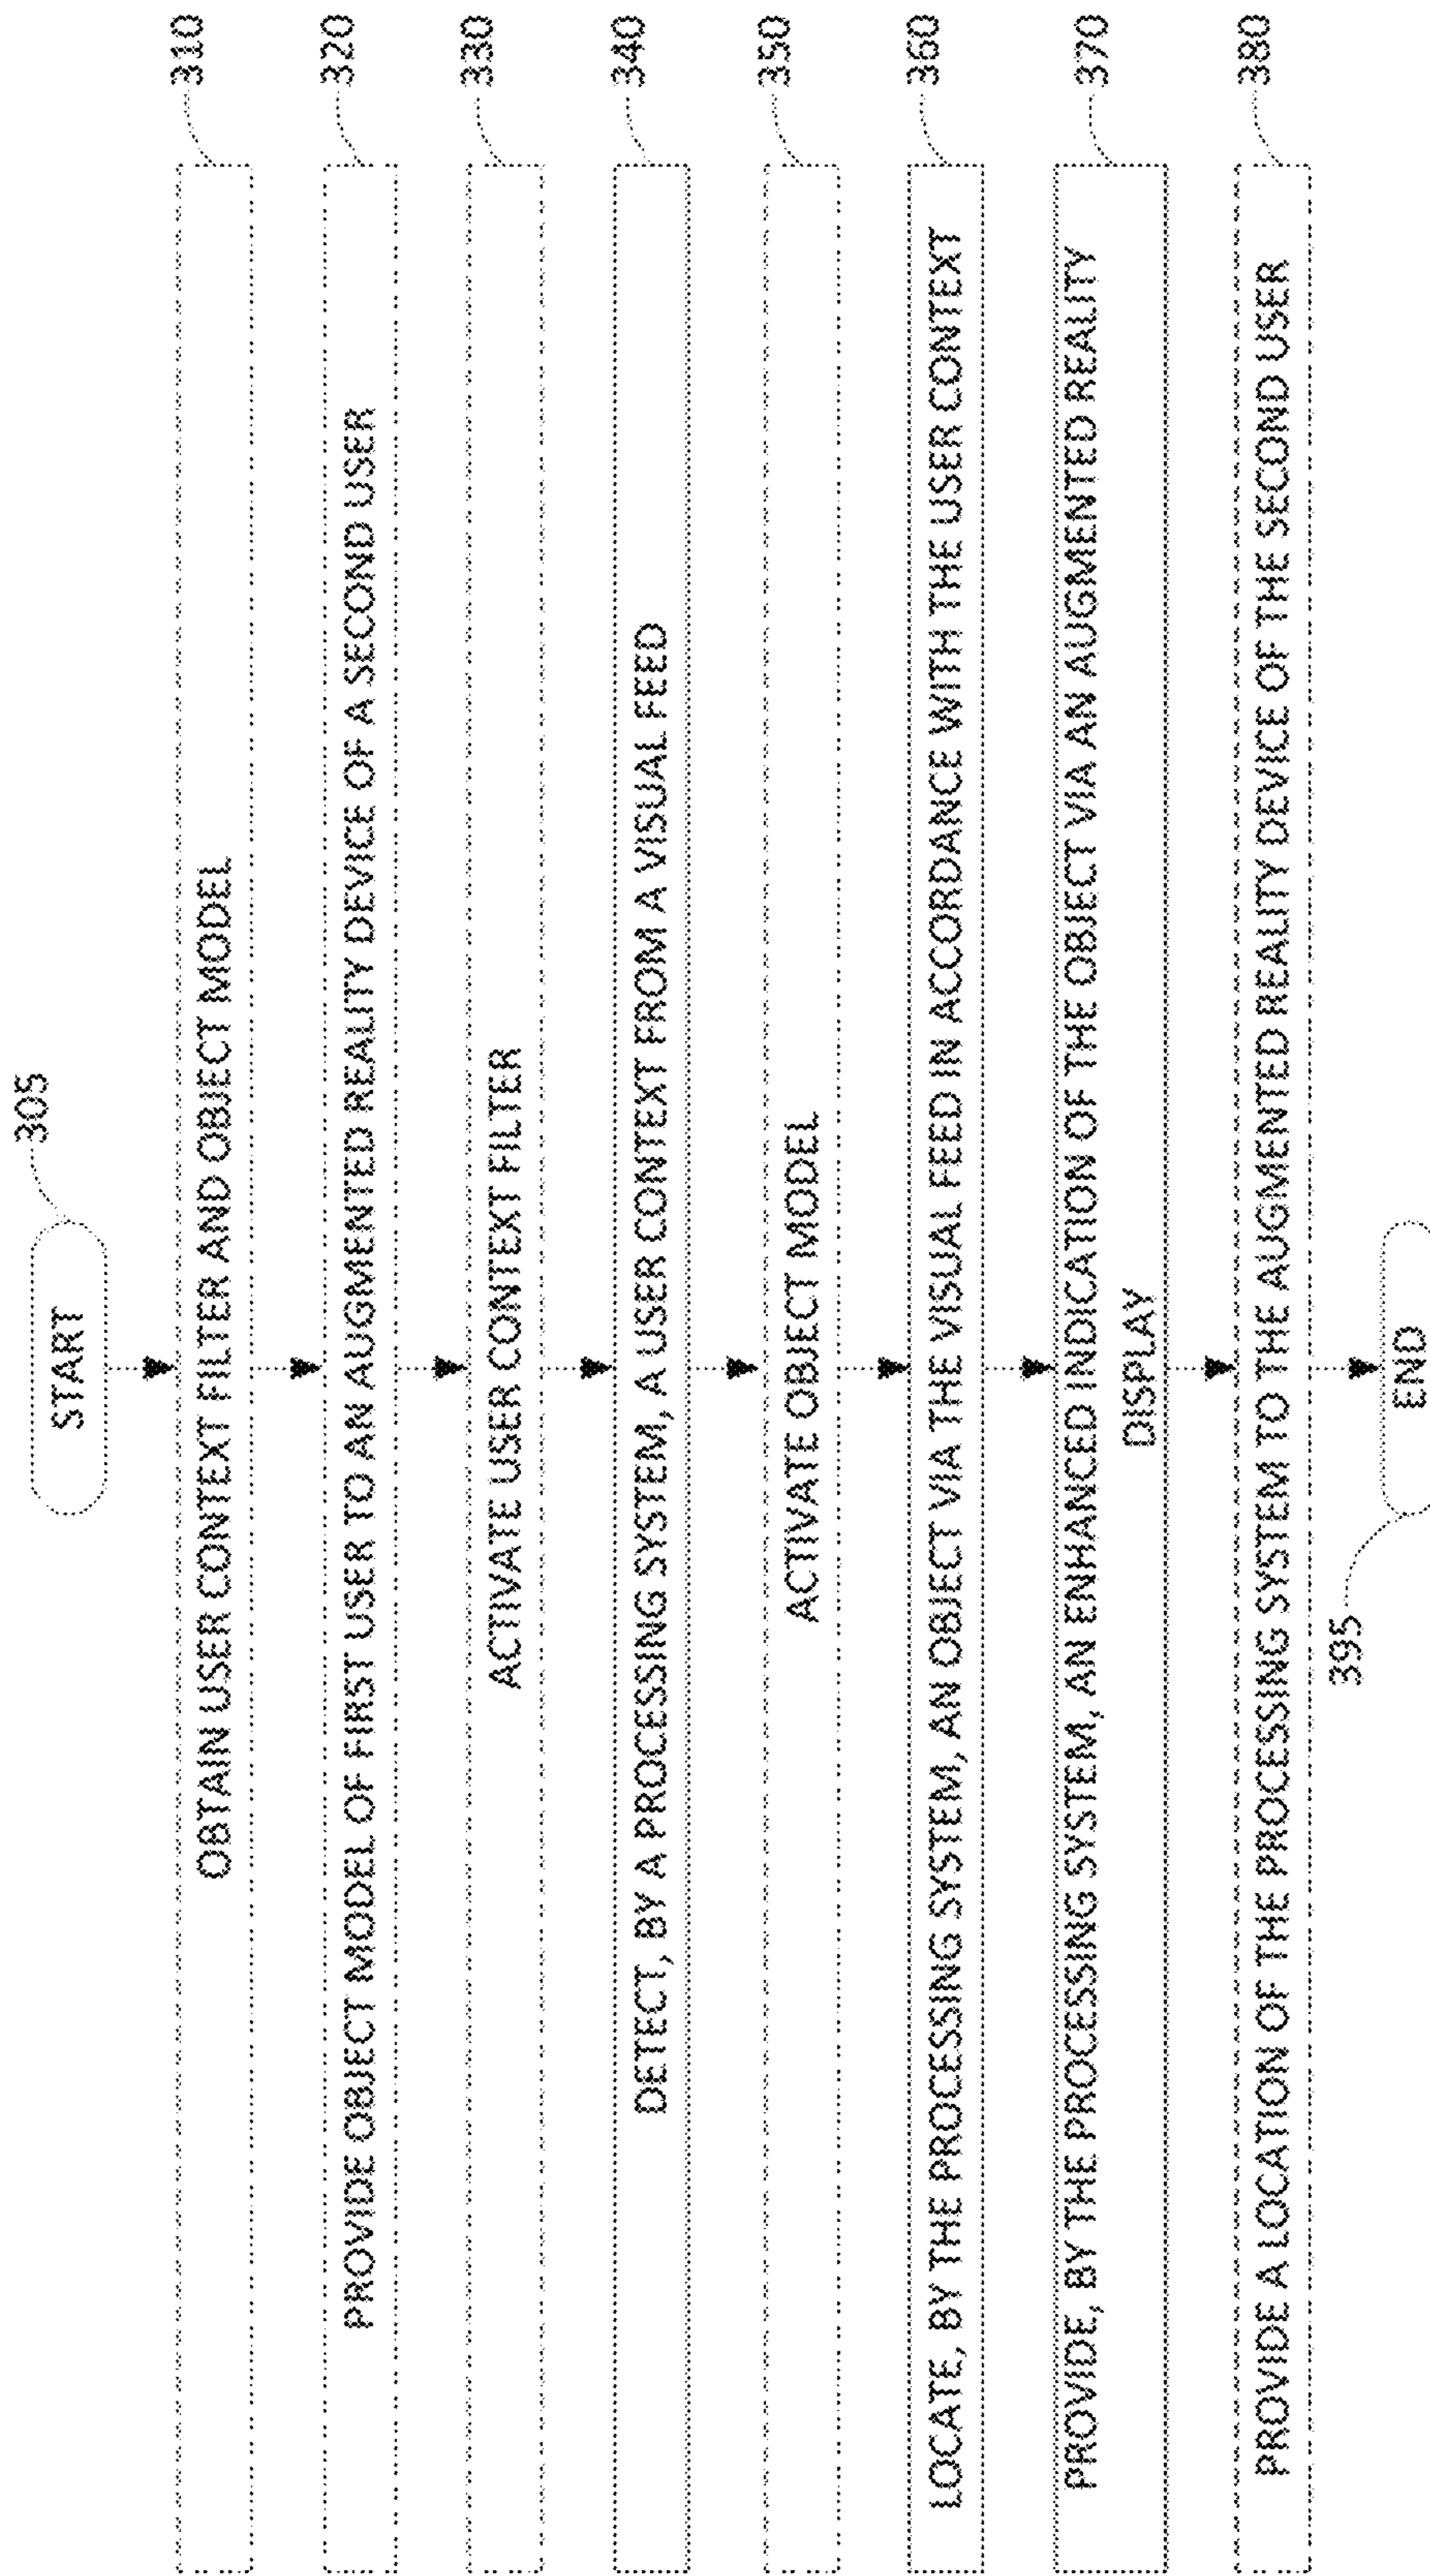 305
START
310
OBTAIN USER CONTEXT FILTER AND OBJECT MODEL
320
PROVIDE OBJECT MODEL OF FIRST USER TO AN AUGMENTED REALITY DEVICE OF A SECOND USER
330
ACTIVATE USER CONTEXT FILTER
340
DETECT, BY A PROCESSING SYSTEM, A USER CONTEXT FROM A VISUAL FEED
350
ACTIVATE OBJECT MODEL
360
LOCATE, BY THE PROCESSING SYSTEM, AN OBJECT VIA THE VISUAL FEED IN ACCORDANCE WITH THE USER CONTEXT
370
PROVIDE, BY THE PROCESSING SYSTEM, AN ENHANCED INDICATION OF THE OBJECT VIA AN AUGMENTED REALITY
DISPLAY
380
PROVIDE A LOCATION OF THE PROCESSING SYSTEM TO THE AUGMENTED REALITY DEVICE OF THE SECOND USER
395
END